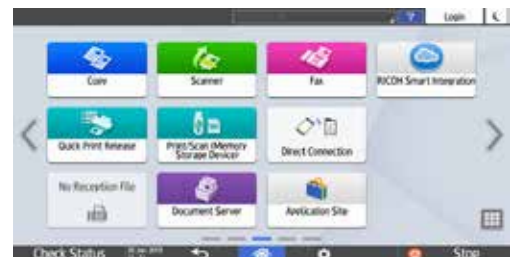 ?
Login
Copy
Scanner
Fax
RICOH Smart Integration
Quick Print Release
Print/Scan (Memory
Storage Device)
Direct Connection
No Reception File
Document Server
Application Site
Check Status
Stop